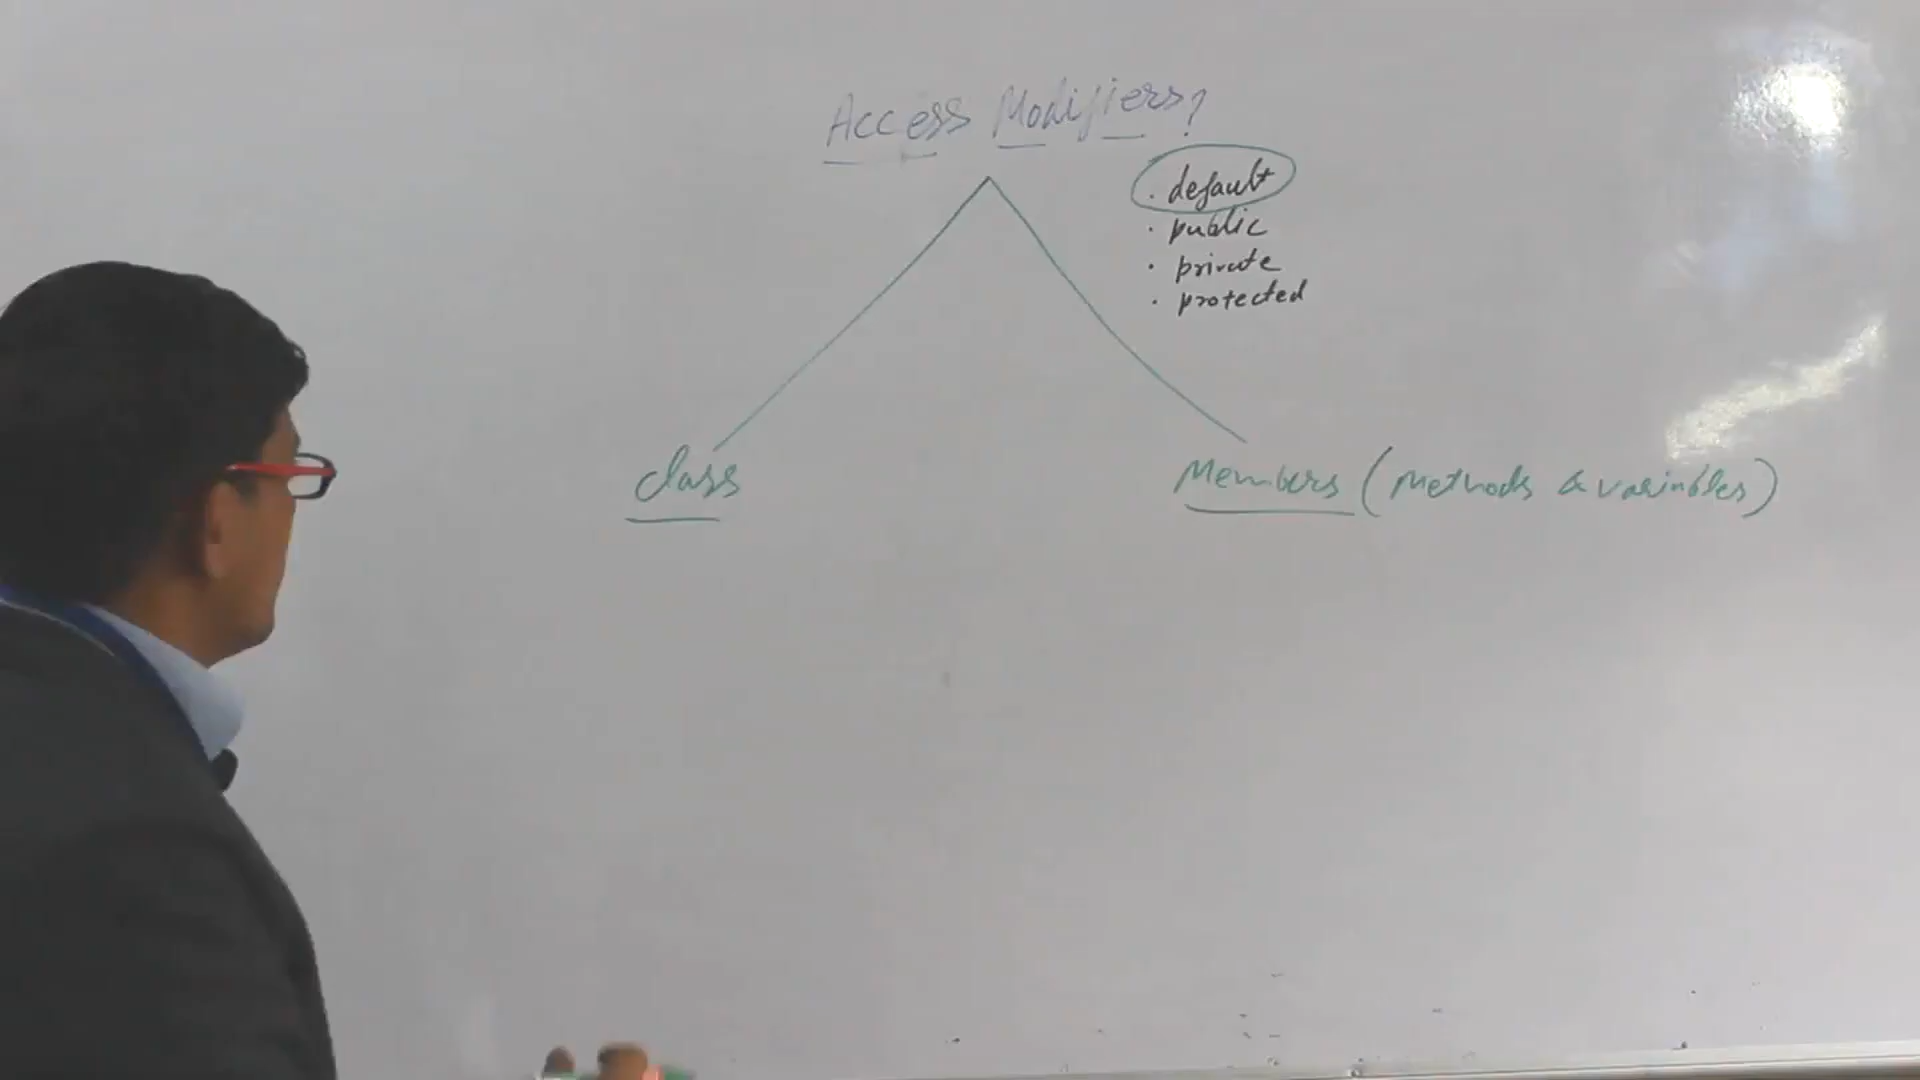 Access Modifiers?
. default
. public
. private
. protected
class
Members (Methods & variables)